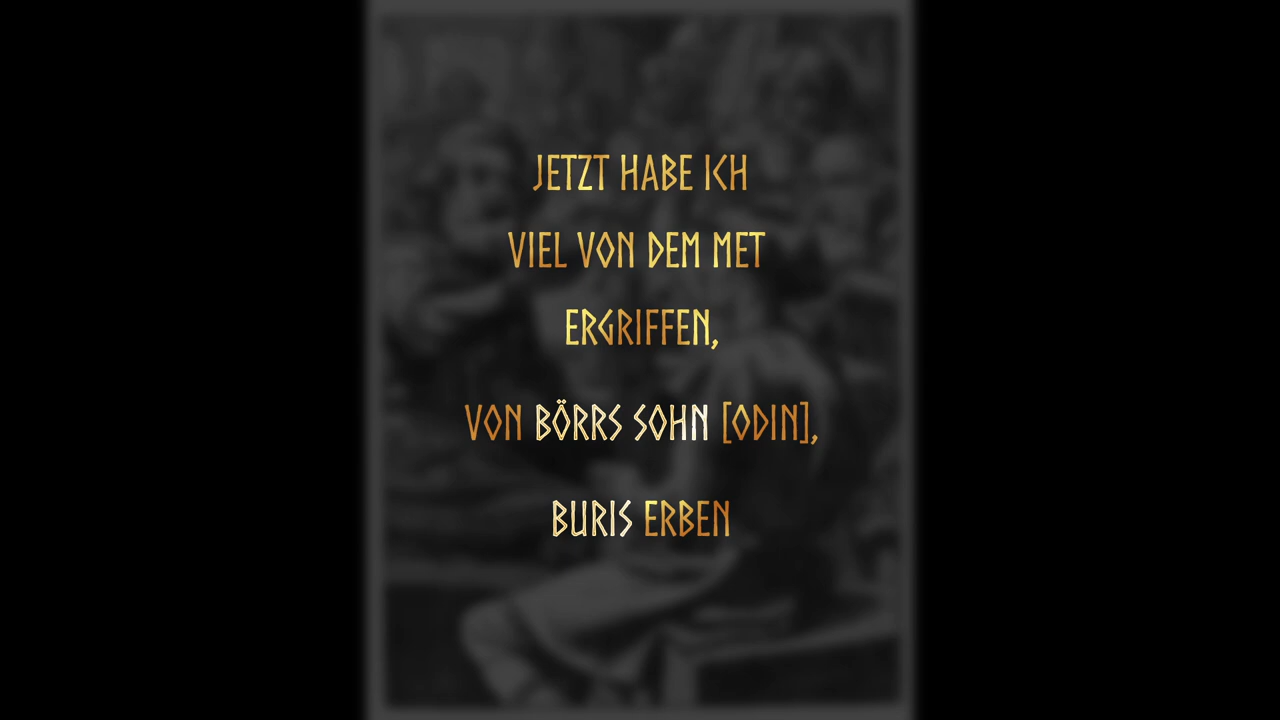 JETZT HABE ICH
VIEL VON DEM MET
ERGRIFFEN,
VON BÖRRS SOHN [ODIN],
BURIS ERBEN